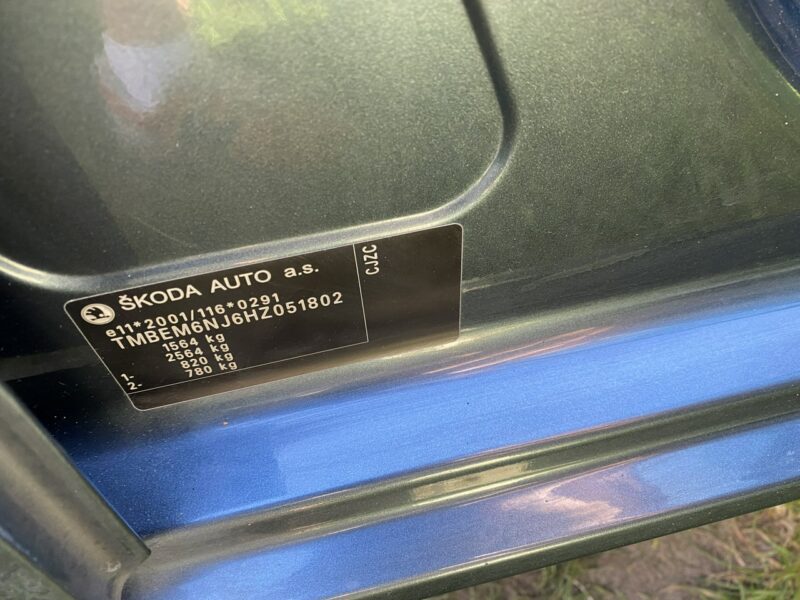 ŠKODA AUTO a.s.
CJZC
e11*2001/116*0291
TMBEM6NJ6HZ051802
1564 kg
2564 kg
1- 820 kg
2- 780 kg